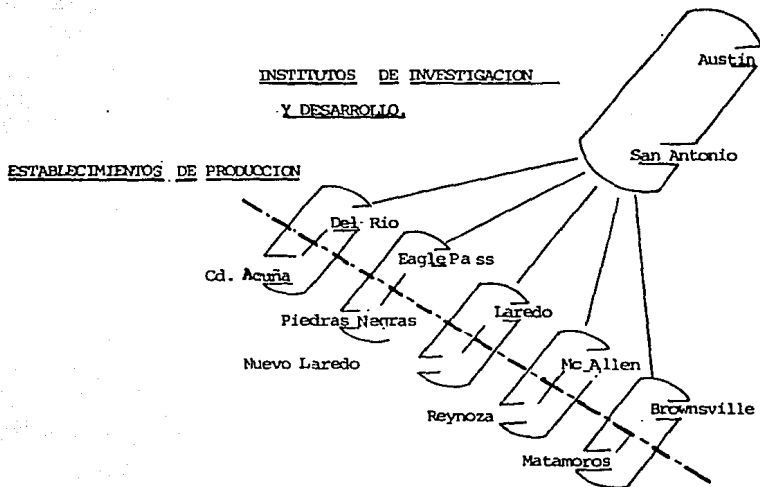 Austin
INSTITUTOS DE INVESTIGACION
Y DESARROLLO.
San Antonio
ESTABLECIMIENTOS DE PRODUCCION
Del Rio
Eagle Pass
Cd. Acuña
Laredo
Piedras Negras
Nuevo Laredo
Mc Allen
Brownsville
Reynoza
Matamoros